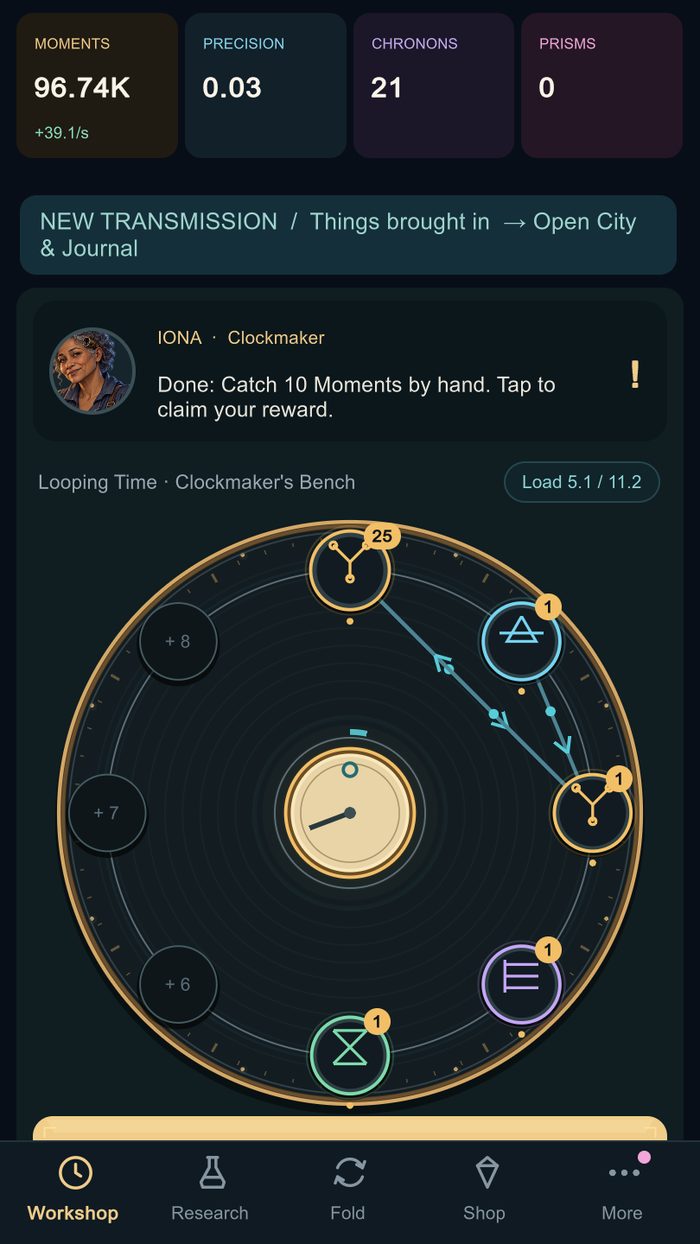 MOMENTS
96.74K
+39.1/s
PRECISION
0.03
CHRONONS
21
PRISMS
0
NEW TRANSMISSION / Things brought in → Open City
& Journal
IONA · Clockmaker
Done: Catch 10 Moments by hand. Tap to
claim your reward.
!
Looping Time · Clockmaker's Bench
Load 5.1 / 11.2
25
1
+ 8
1
+ 7
1
+ 6
1
Workshop
Research
Fold
Shop
More